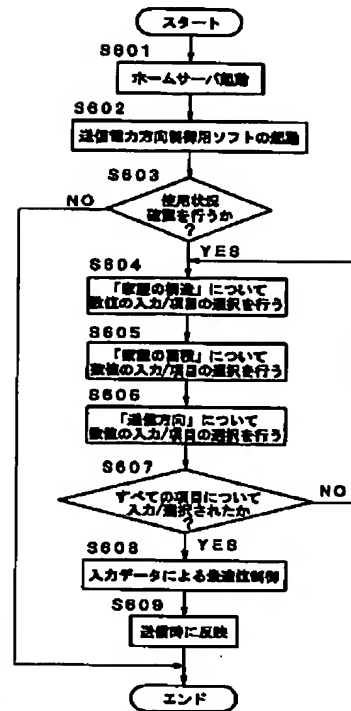 スタート
S601
ホームサーバ起動
S602
送信電力方向制御用ソフトの起動
S603
NO
使用状況
確認を行うか
?
YES
S604
「家屋の構造」について
数値の入力/項目の選択を行う
S605
「家屋の面積」について
数値の入力/項目の選択を行う
S606
「送信方向」について
数値の入力/項目の選択を行う
S607
すべての項目について
入力/選択されたか
?
NO
YES
S608
入力データによる最適値制御
S609
送信時に反映
エンド